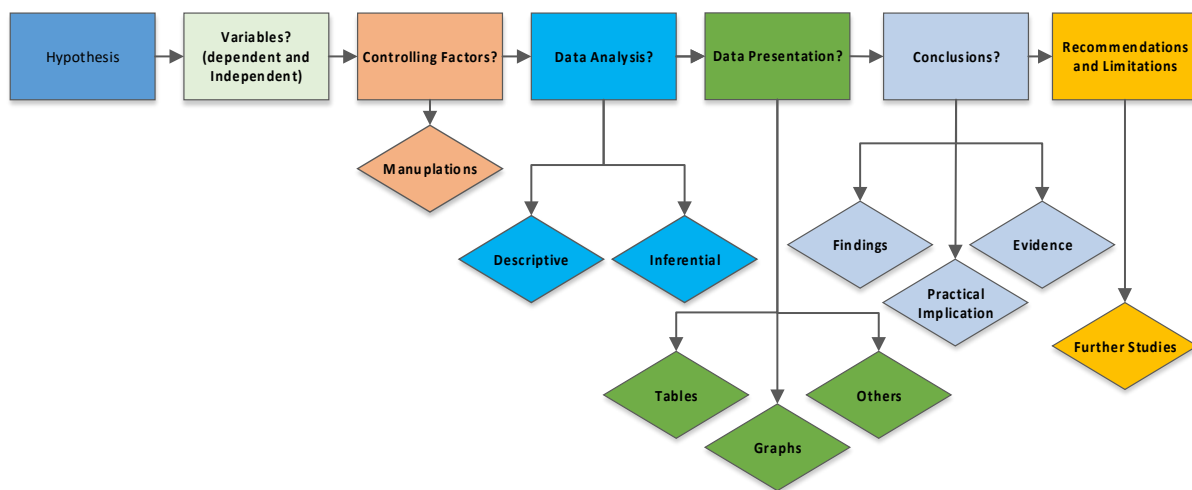 Hypothesis
Variables?
(dependent and
Independent)
Controlling Factors?
Data Analysis?
Data Presentation?
Conclusions?
Recommendations
and Limitations
Manuplations
Descriptive
Inferential
Findings
Evidence
Practical
Implication
Further Studies
Tables
Others
Graphs